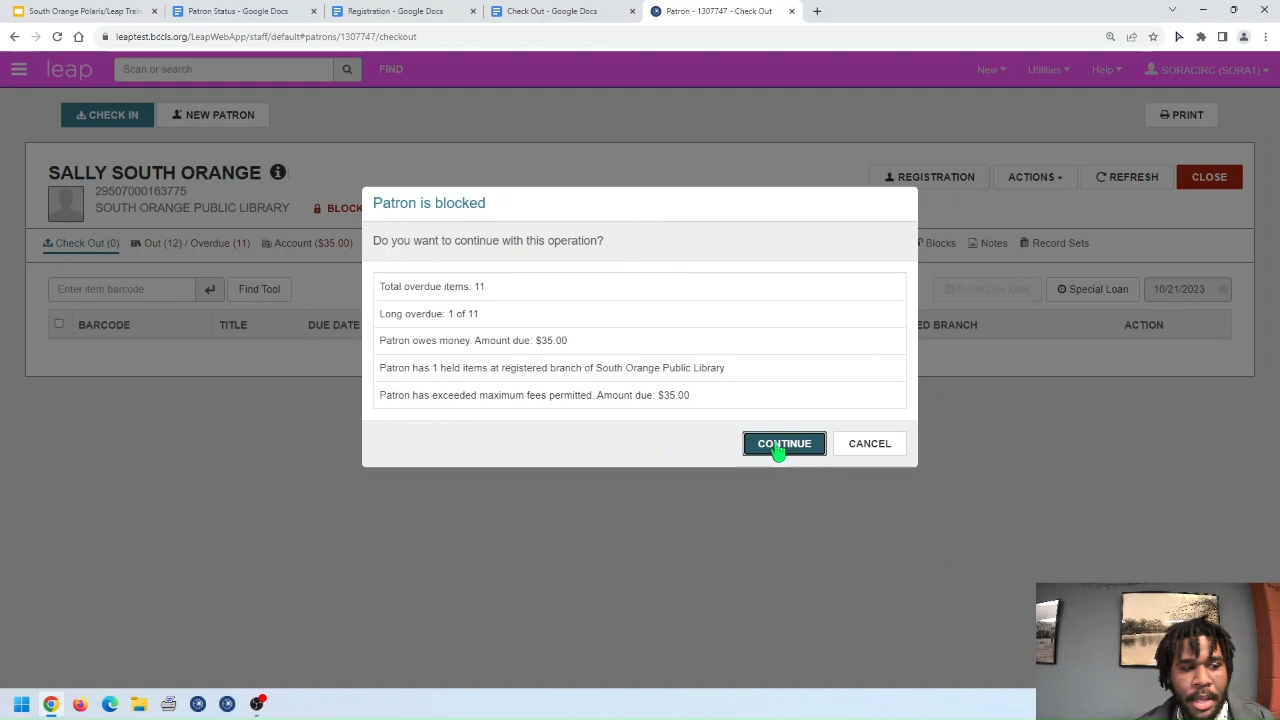 South Orange Polaris/Leap Train
Patron Status - Google Docs
Registration - Google Docs
Check Out - Google Docs
Patron - 1307747 - Check Out
leaptest.bccls.org/LeapWebApp/staff/default#patrons/1307747/checkout
leap
Scan or search
FIND
New
Utilities
Help
SORACIRC (SORA1)
CHECK IN
NEW PATRON
PRINT
SALLY SOUTH ORANGE
29507000163775
SOUTH ORANGE PUBLIC LIBRARY
BLOCK
REGISTRATION
ACTIONS
REFRESH
CLOSE
Check Out (0)
Out (12) / Overdue (11)
Account ($35.00)
Blocks
Notes
Record Sets
Enter item barcode
Find Tool
Reset Due Date
Special Loan
10/21/2023
BARCODE
TITLE
DUE DATE
ED BRANCH
ACTION
Patron is blocked
Do you want to continue with this operation?
Total overdue items: 11
Long overdue: 1 of 11
Patron owes money. Amount due: $35.00
Patron has 1 held items at registered branch of South Orange Public Library
Patron has exceeded maximum fees permitted. Amount due: $35.00
CONTINUE
CANCEL